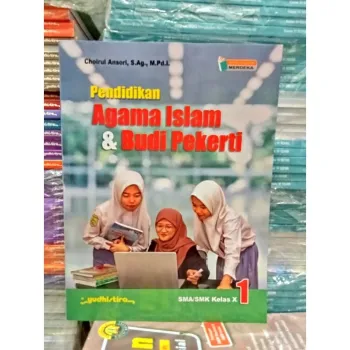 Choirul Ansori, S.Ag., M.Pd.I.
MERDEKA
Pendidikan
Agama Islam
& Budi Pekerti
yudhistira
SMA/SMK Kelas X
1